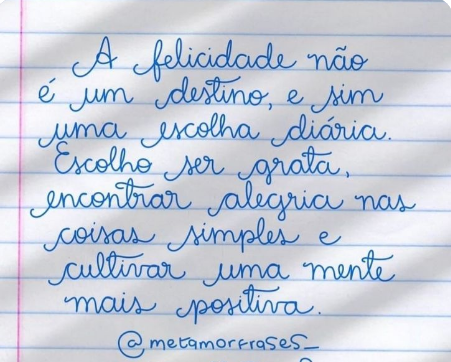 A felicidade não
é um destino, e sim
uma escolha diária.
Escolho ser grata,
encontrar alegria nas
coisas simples e
cultivar uma mente
mais positiva.
@metamorfrases_